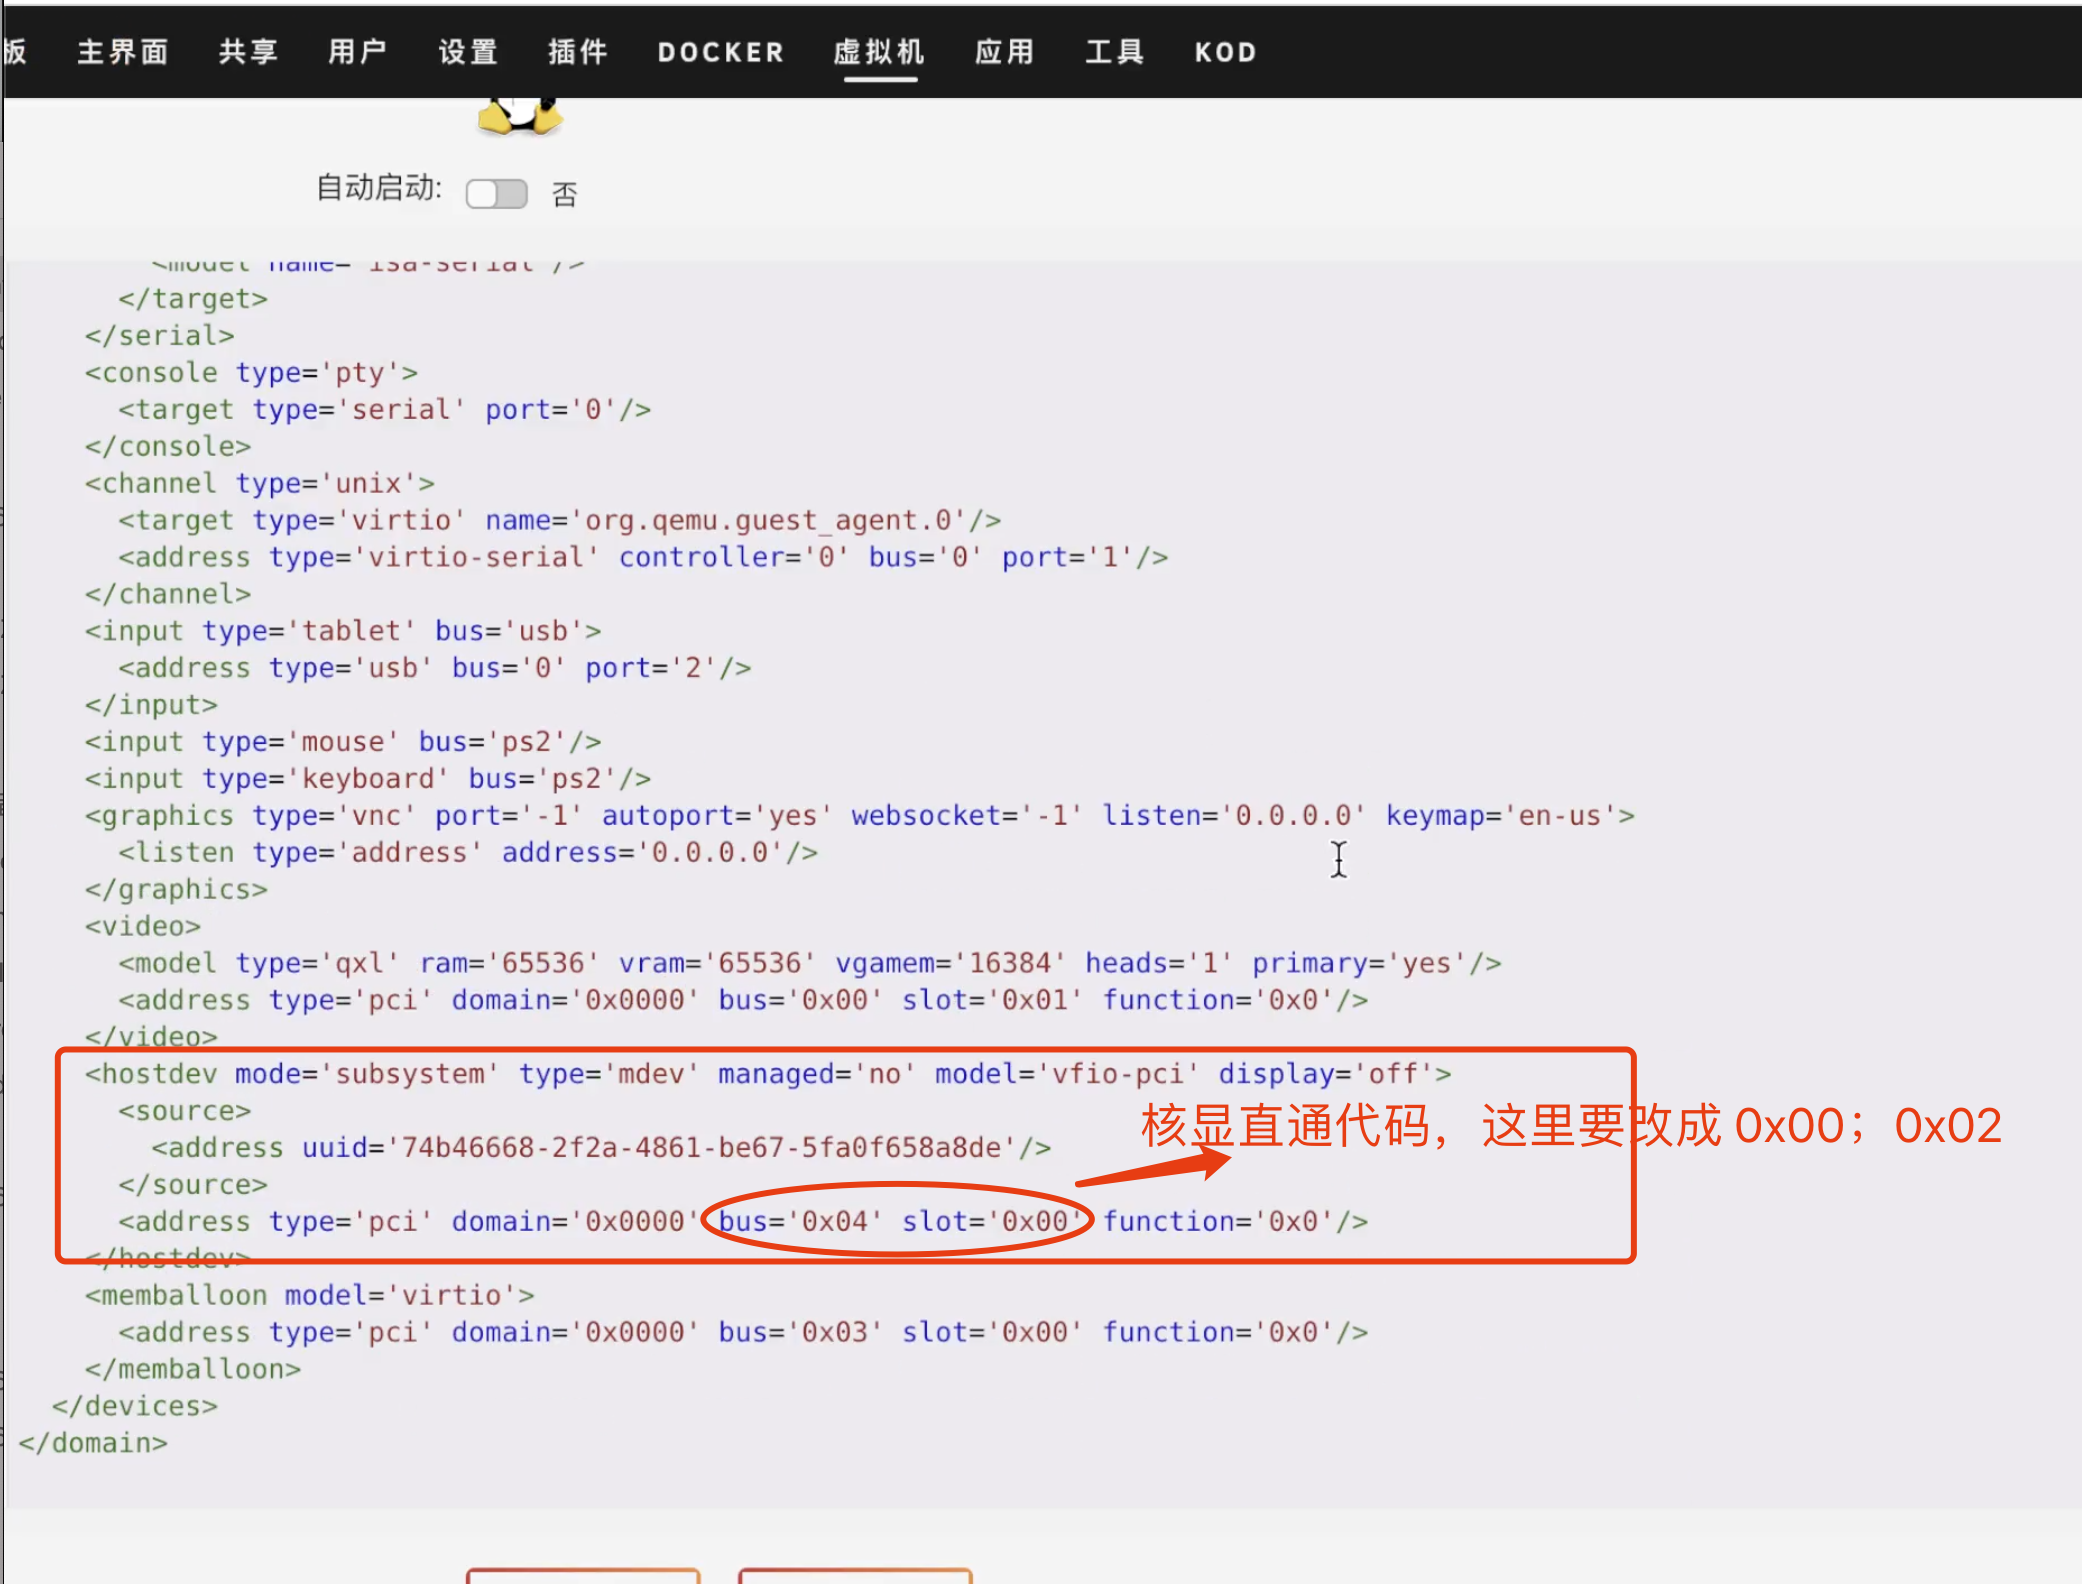 板 主界面 共享 用户 设置 插件 DOCKER 虚拟机 应用 工具 KOD
自动启动: 否
<model name='isa-serial'/>
</target>
</serial>
<console type='pty'>
<target type='serial' port='0'/>
</console>
<channel type='unix'>
<target type='virtio' name='org.qemu.guest_agent.0'/>
<address type='virtio-serial' controller='0' bus='0' port='1'/>
</channel>
<input type='tablet' bus='usb'>
<address type='usb' bus='0' port='2'/>
</input>
<input type='mouse' bus='ps2'/>
<input type='keyboard' bus='ps2'/>
<graphics type='vnc' port='-1' autoport='yes' websocket='-1' listen='0.0.0.0' keymap='en-us'>
<listen type='address' address='0.0.0.0'/>
</graphics>
<video>
<model type='qxl' ram='65536' vram='65536' vgamem='16384' heads='1' primary='yes'/>
<address type='pci' domain='0x0000' bus='0x00' slot='0x01' function='0x0'/>
</video>
<hostdev mode='subsystem' type='mdev' managed='no' model='vfio-pci' display='off'>
<source>
核显直通代码，这里要改成 0x00；0x02
<address uuid='74b46668-2f2a-4861-be67-5fa0f658a8de'/>
</source>
<address type='pci' domain='0x0000' bus='0x04' slot='0x00' function='0x0'/>
</hostdev>
<memballoon model='virtio'>
<address type='pci' domain='0x0000' bus='0x03' slot='0x00' function='0x0'/>
</memballoon>
</devices>
</domain>